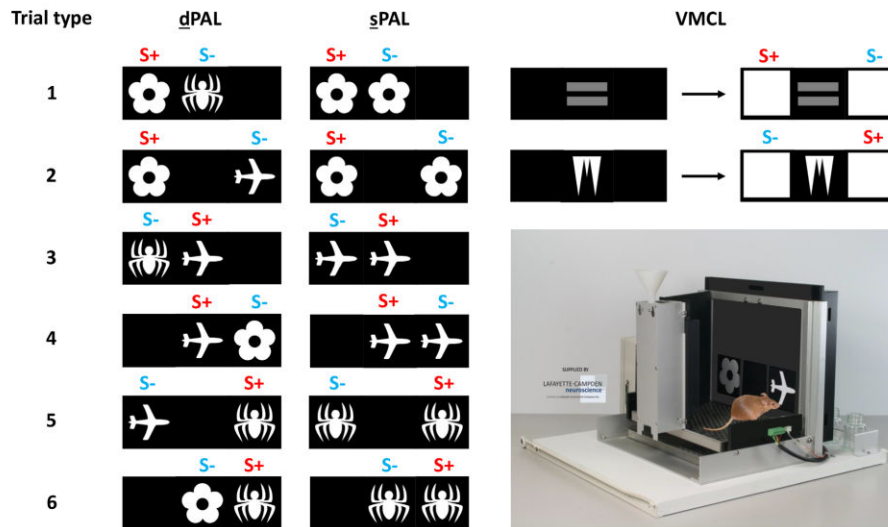 Trial type dPAL sPAL VMCL
S+ S- S+ S- S+ S-
1
S+ S- S+ S- S- S+
2
S- S+ S- S+
3
S+ S- S+ S-
4
S- S+ S- S+
5
S- S+ S- S+
6
SUPPLIED BY
LAFAYETTE-CAMPDEN
neuroscience